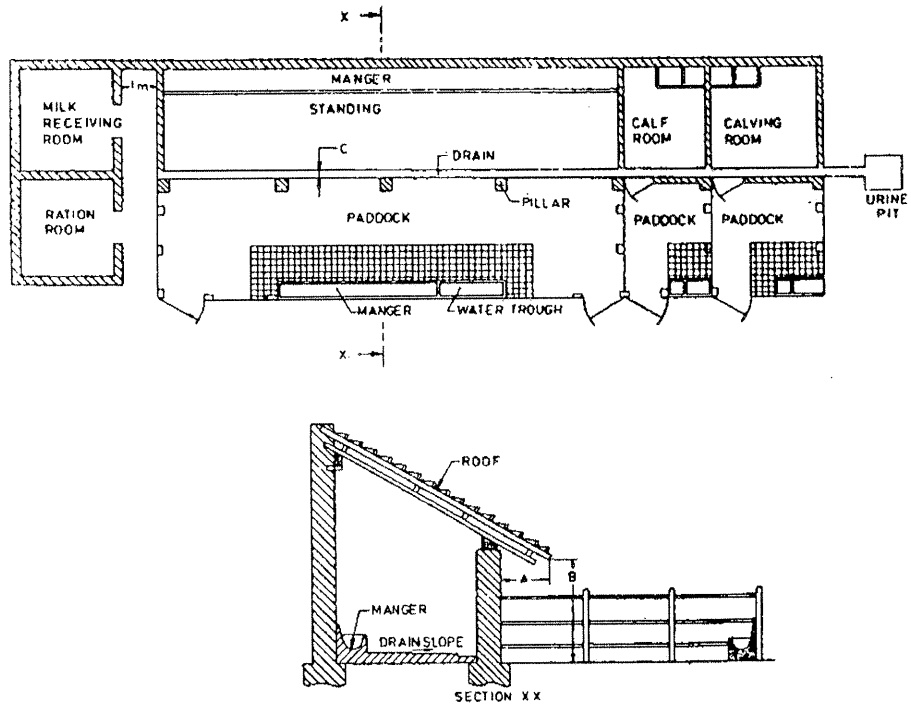 X
MANGER
1m
STANDING
MILK
RECEIVING
ROOM
CALF
ROOM
CALVING
ROOM
C
DRAIN
PILLAR
URINE
PIT
RATION
ROOM
PADDOCK
PADDOCK
PADDOCK
MANGER
WATER TROUGH
X
ROOF
A
B
MANGER
DRAIN SLOPE
SECTION XX